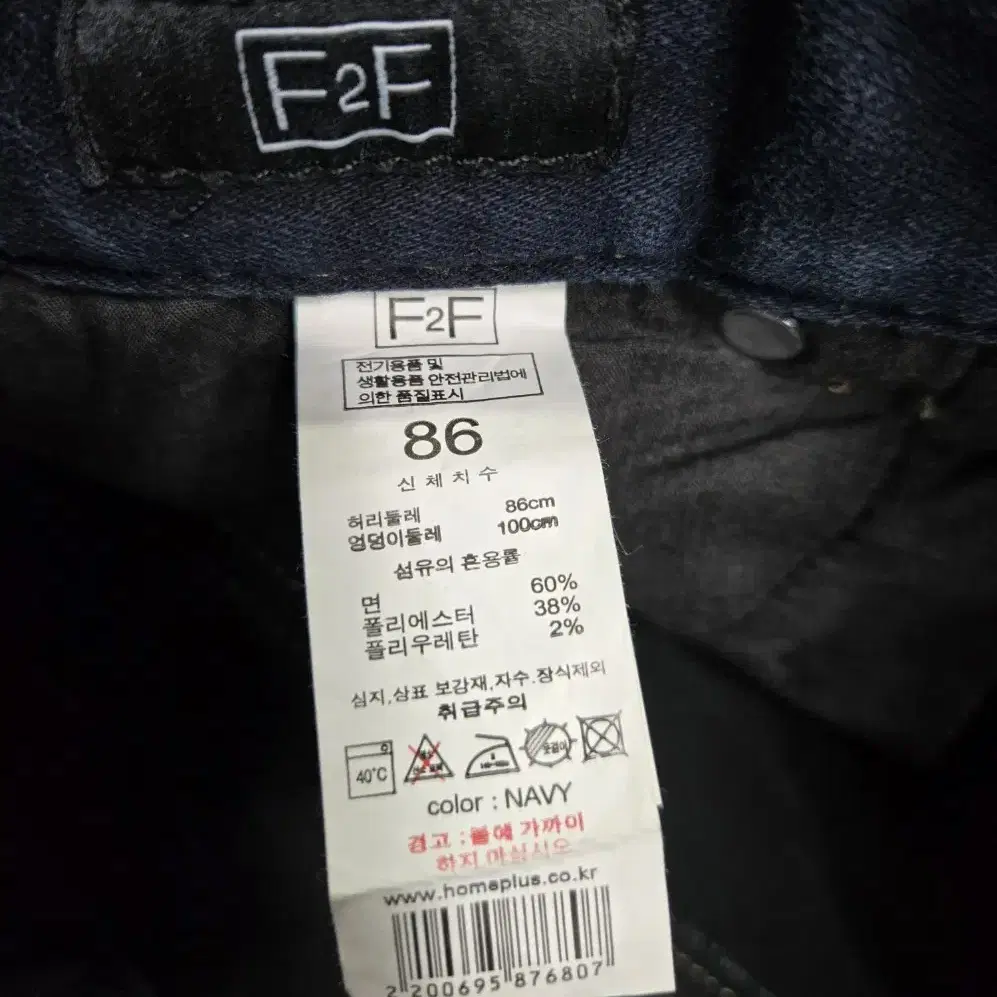 F2F
F2F
전기용품 및
생활용품 안전관리법에
의한 품질표시
86
신체치수
허리둘레 86cm
엉덩이둘레 100cm
섬유의 혼용률
면 60%
폴리에스터 38%
폴리우레탄 2%
심지,상표 보강재,자수.장식제외
취급주의
40°C
옷걸이
color : NAVY
경고 : 불에 가까이
하지 마십시오
www.homeplus.co.kr
2 200695 876807